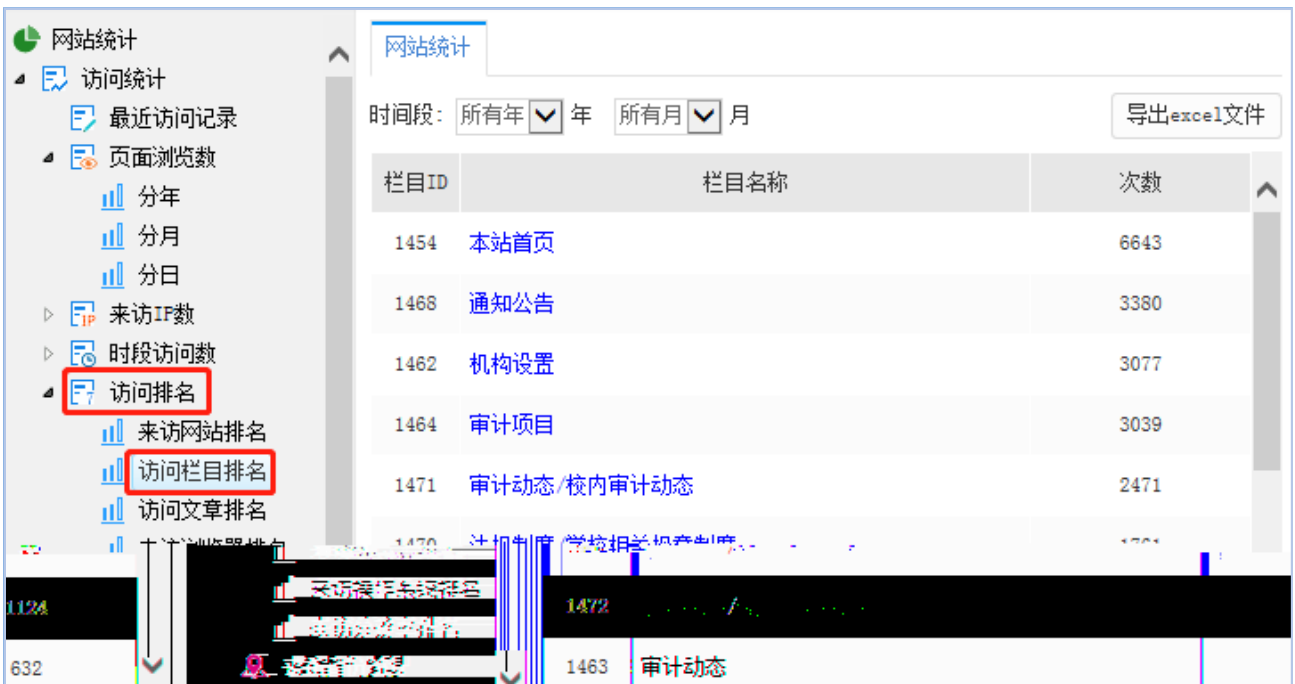 网站统计
访问统计
最近访问记录
页面浏览数
分年
分月
分日
来访IP数
时段访问数
访问排名
来访网站排名
访问栏目排名
访问文章排名
网站统计
时间段: 所有年 年 所有月 月
导出excel文件
栏目ID 栏目名称 次数
1454 本站首页 6643
1468 通知公告 3380
1462 机构设置 3077
1464 审计项目 3039
1471 审计动态/校内审计动态 2471
1124
1472
632
1463 审计动态